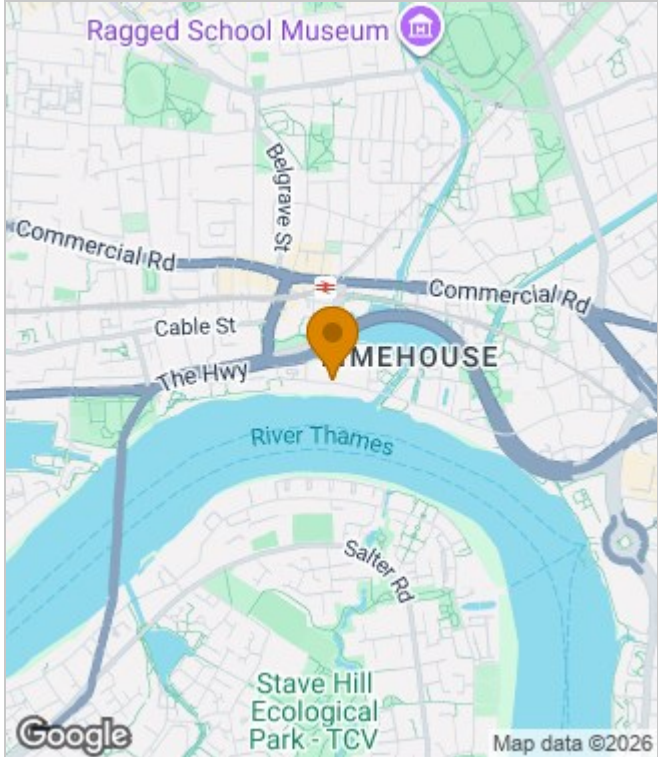 Ragged School Museum
Belgrave St
Commercial Rd
Commercial Rd
Cable St
The Hwy
IMEHOUSE
River Thames
Salter Rd
Stave Hill
Ecological
Park - TCV
Google
Map data ©2026